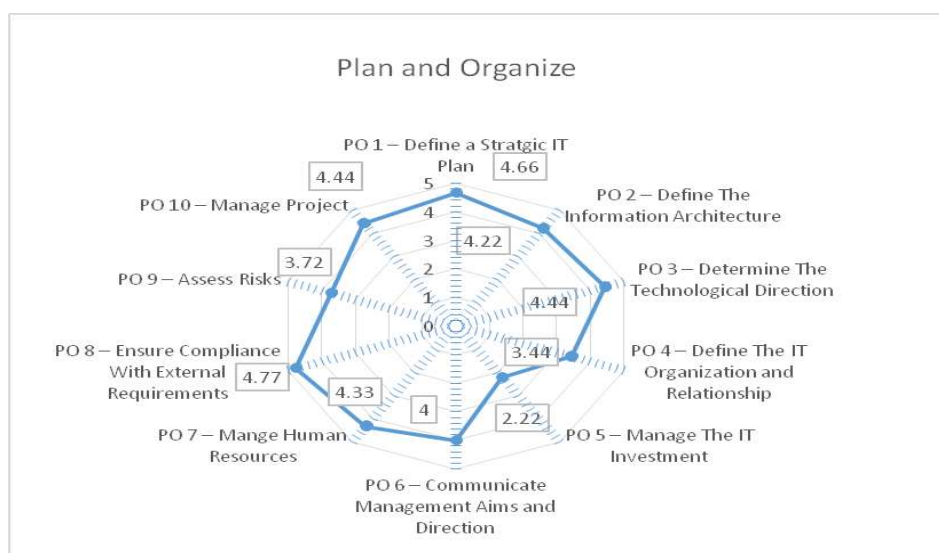 Plan and Organize
PO 1 – Define a Stratgic IT
Plan
4.66
4.44
PO 2 – Define The
Information Architecture
PO 10 – Manage Project
5
4
3
2
1
0
4.22
3.72
PO 9 – Assess Risks
PO 3 – Determine The
Technological Direction
4.44
3.44
PO 8 – Ensure Compliance
With External
Requirements
4.77
PO 4 – Define The IT
Organization and
Relationship
4.33
4
2.22
PO 7 – Mange Human
Resources
PO 5 – Manage The IT
Investment
PO 6 – Communicate
Management Aims and
Direction